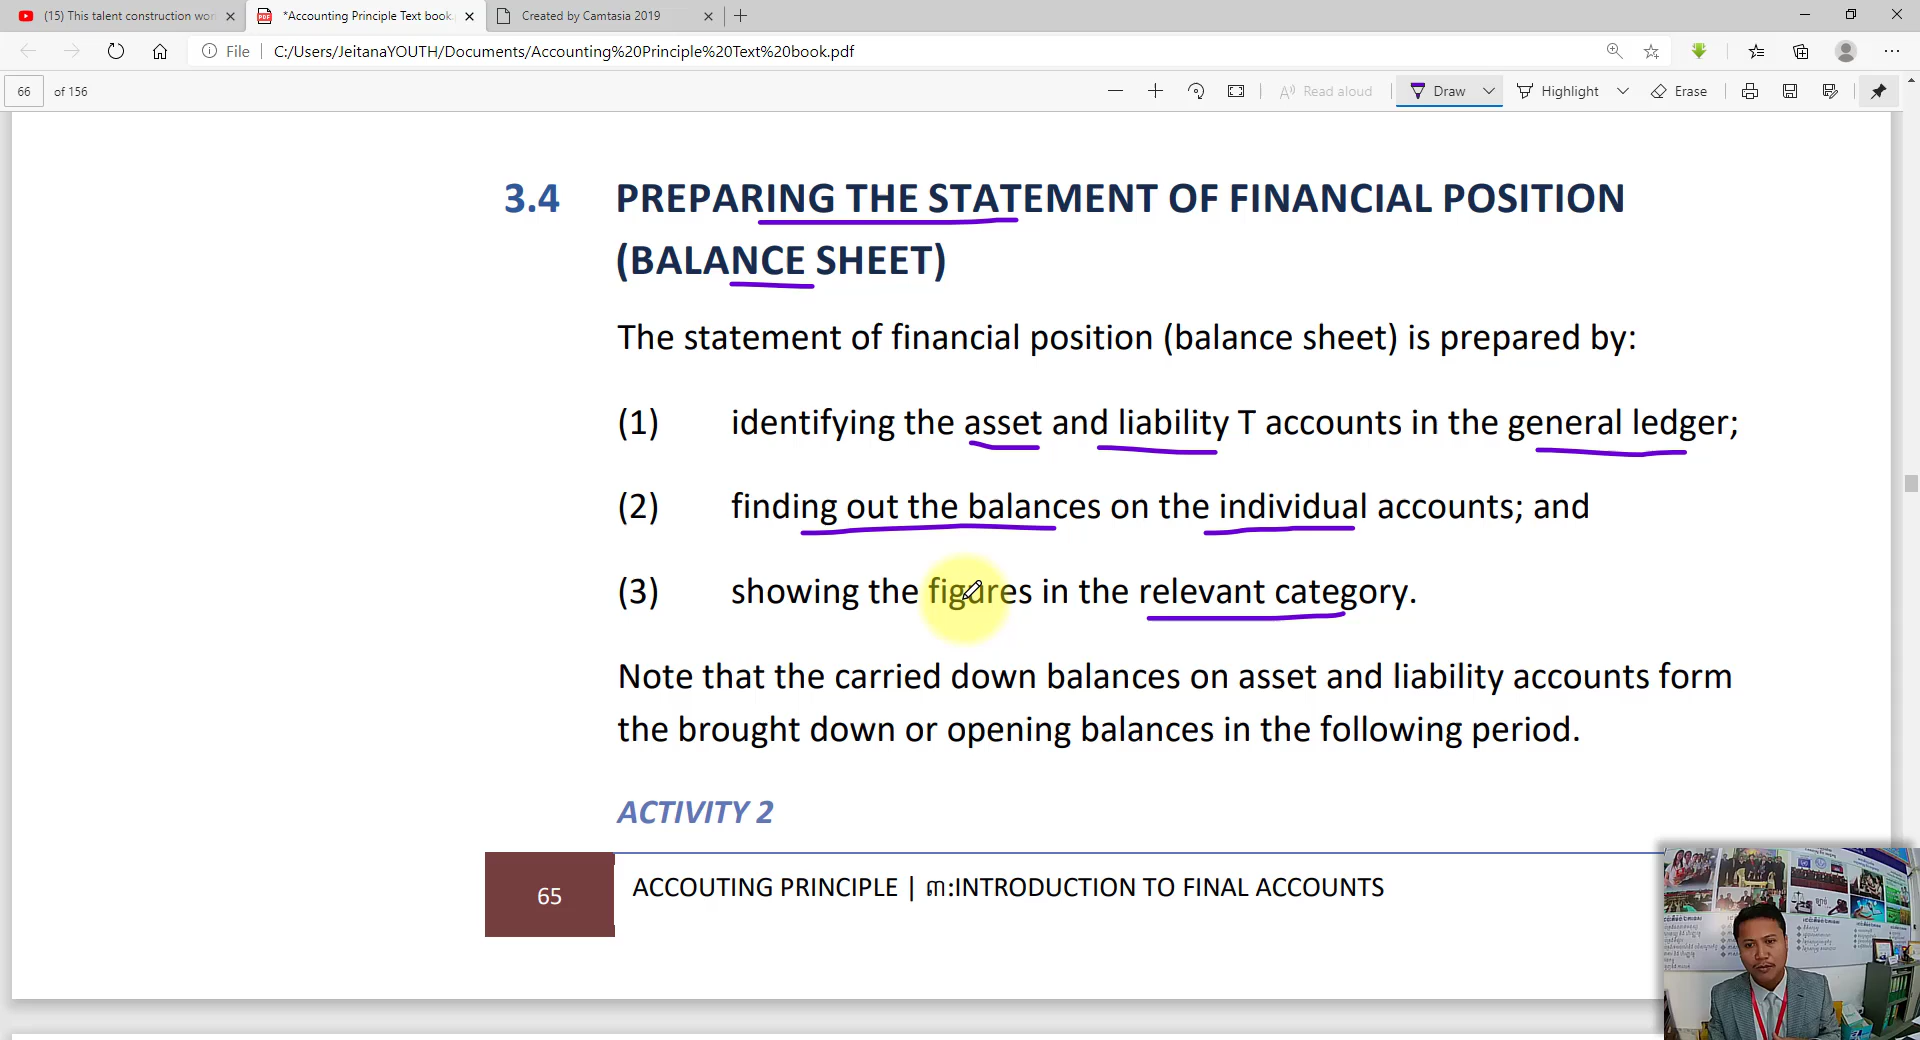 (15) This talent construction wor
*Accounting Principle Text book.
Created by Camtasia 2019
File
C:/Users/JeitanaYOUTH/Documents/Accounting%20Principle%20Text%20book.pdf
66
of 156
Read aloud
Draw
Highlight
Erase
3.4 PREPARING THE STATEMENT OF FINANCIAL POSITION
(BALANCE SHEET)
The statement of financial position (balance sheet) is prepared by:
(1) identifying the asset and liability T accounts in the general ledger;
(2) finding out the balances on the individual accounts; and
(3) showing the figures in the relevant category.
Note that the carried down balances on asset and liability accounts form
the brought down or opening balances in the following period.
ACTIVITY 2
65
ACCOUTING PRINCIPLE | ៣:INTRODUCTION TO FINAL ACCOUNTS